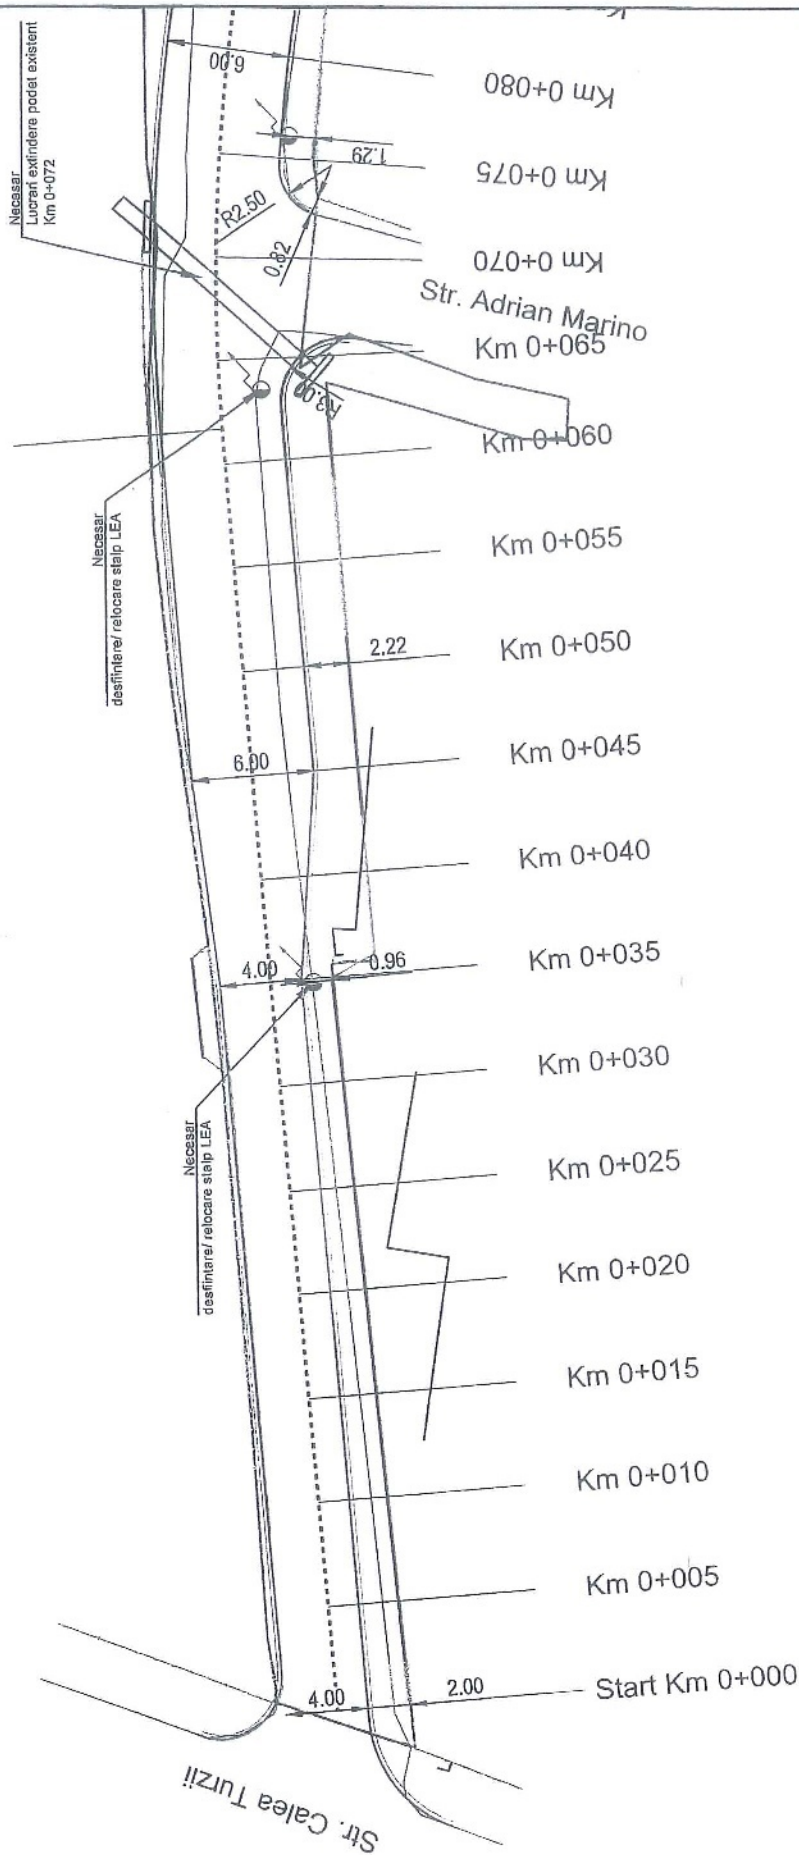 6.00
Km 0+080
Necesar
Lucrari extindere podet existent
Km 0+072
1.29
Km 0+075
R2.50
0.82
Km 0+070
Str. Adrian Marino
Km 0+065
R3.00
Km 0+060
Necesar
desfiintare/ relocare stalp LEA
Km 0+055
2.22
Km 0+050
6.00
Km 0+045
Km 0+040
4.00
0.96
Km 0+035
Km 0+030
Necesar
desfiintare/ relocare stalp LEA
Km 0+025
Km 0+020
Km 0+015
Km 0+010
Km 0+005
4.00
2.00
Start Km 0+000
Str. Calea Turzii